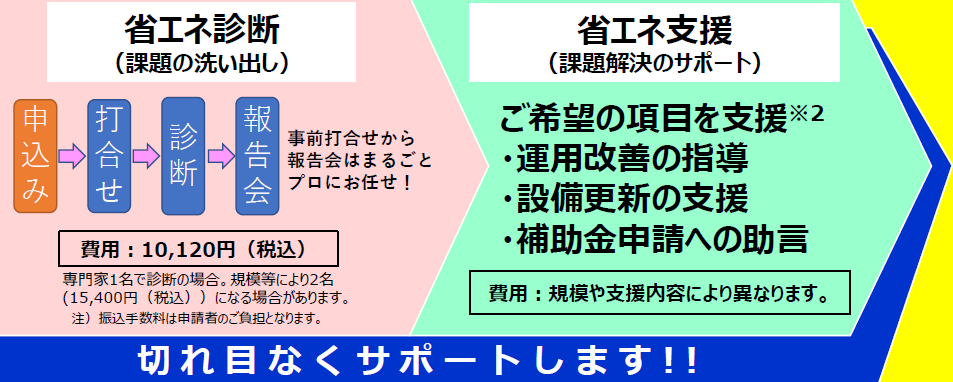 省エネ診断
（課題の洗い出し）
申込み
打合せ
診断
報告会
事前打合せから
報告会はまるごと
プロにお任せ！
費用：10,120円（税込）
専門家1名で診断の場合。規模等により2名
(15,400円（税込））になる場合があります。
注）振込手数料は申請者のご負担となります。
省エネ支援
（課題解決のサポート）
ご希望の項目を支援※2
・運用改善の指導
・設備更新の支援
・補助金申請への助言
費用：規模や支援内容により異なります。
切れ目なくサポートします!!